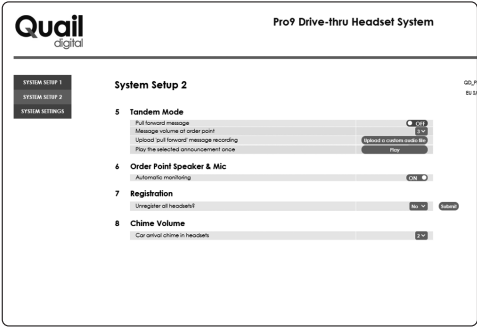 Quail
digital
Pro9 Drive-thru Headset System
SYSTEM SETUP 1
SYSTEM SETUP 2
SYSTEM SETTINGS
System Setup 2
5 Tandem Mode
Pull forward message OFF
Message volume at order point 3
Upload 'pull forward' message recording Upload a custom audio file
Play the selected announcement once Play
6 Order Point Speaker & Mic
Automatic monitoring ON
7 Registration
Unregister all headsets? No Submit
8 Chime Volume
Car arrival chime in headsets 2